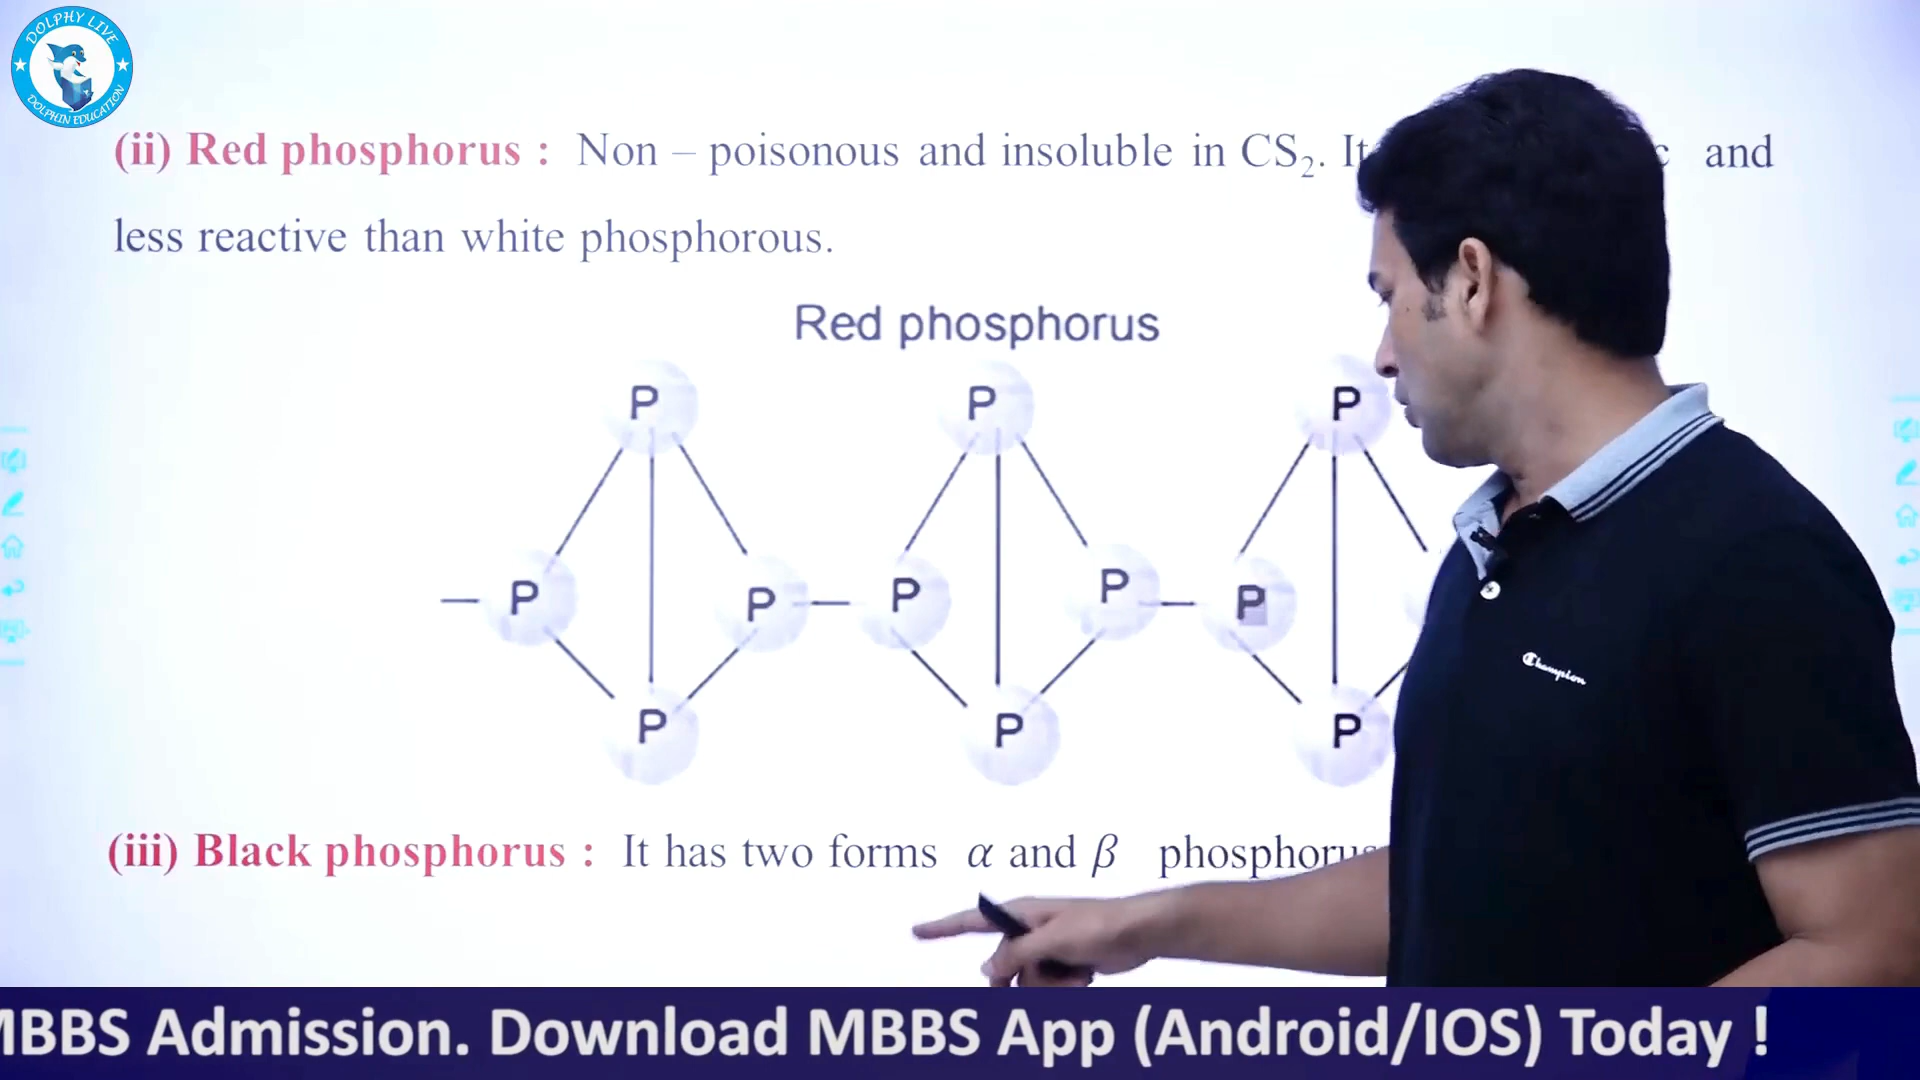 DOLPHY LIVE
DOLPHIN EDUCATION
(ii) Red phosphorus : Non – poisonous and insoluble in CS₂. It c and
less reactive than white phosphorous.
Red phosphorus
P P P
P P P P P
P P P
(iii) Black phosphorus : It has two forms α and β phosphorus
Champion
MBBS Admission. Download MBBS App (Android/IOS) Today !